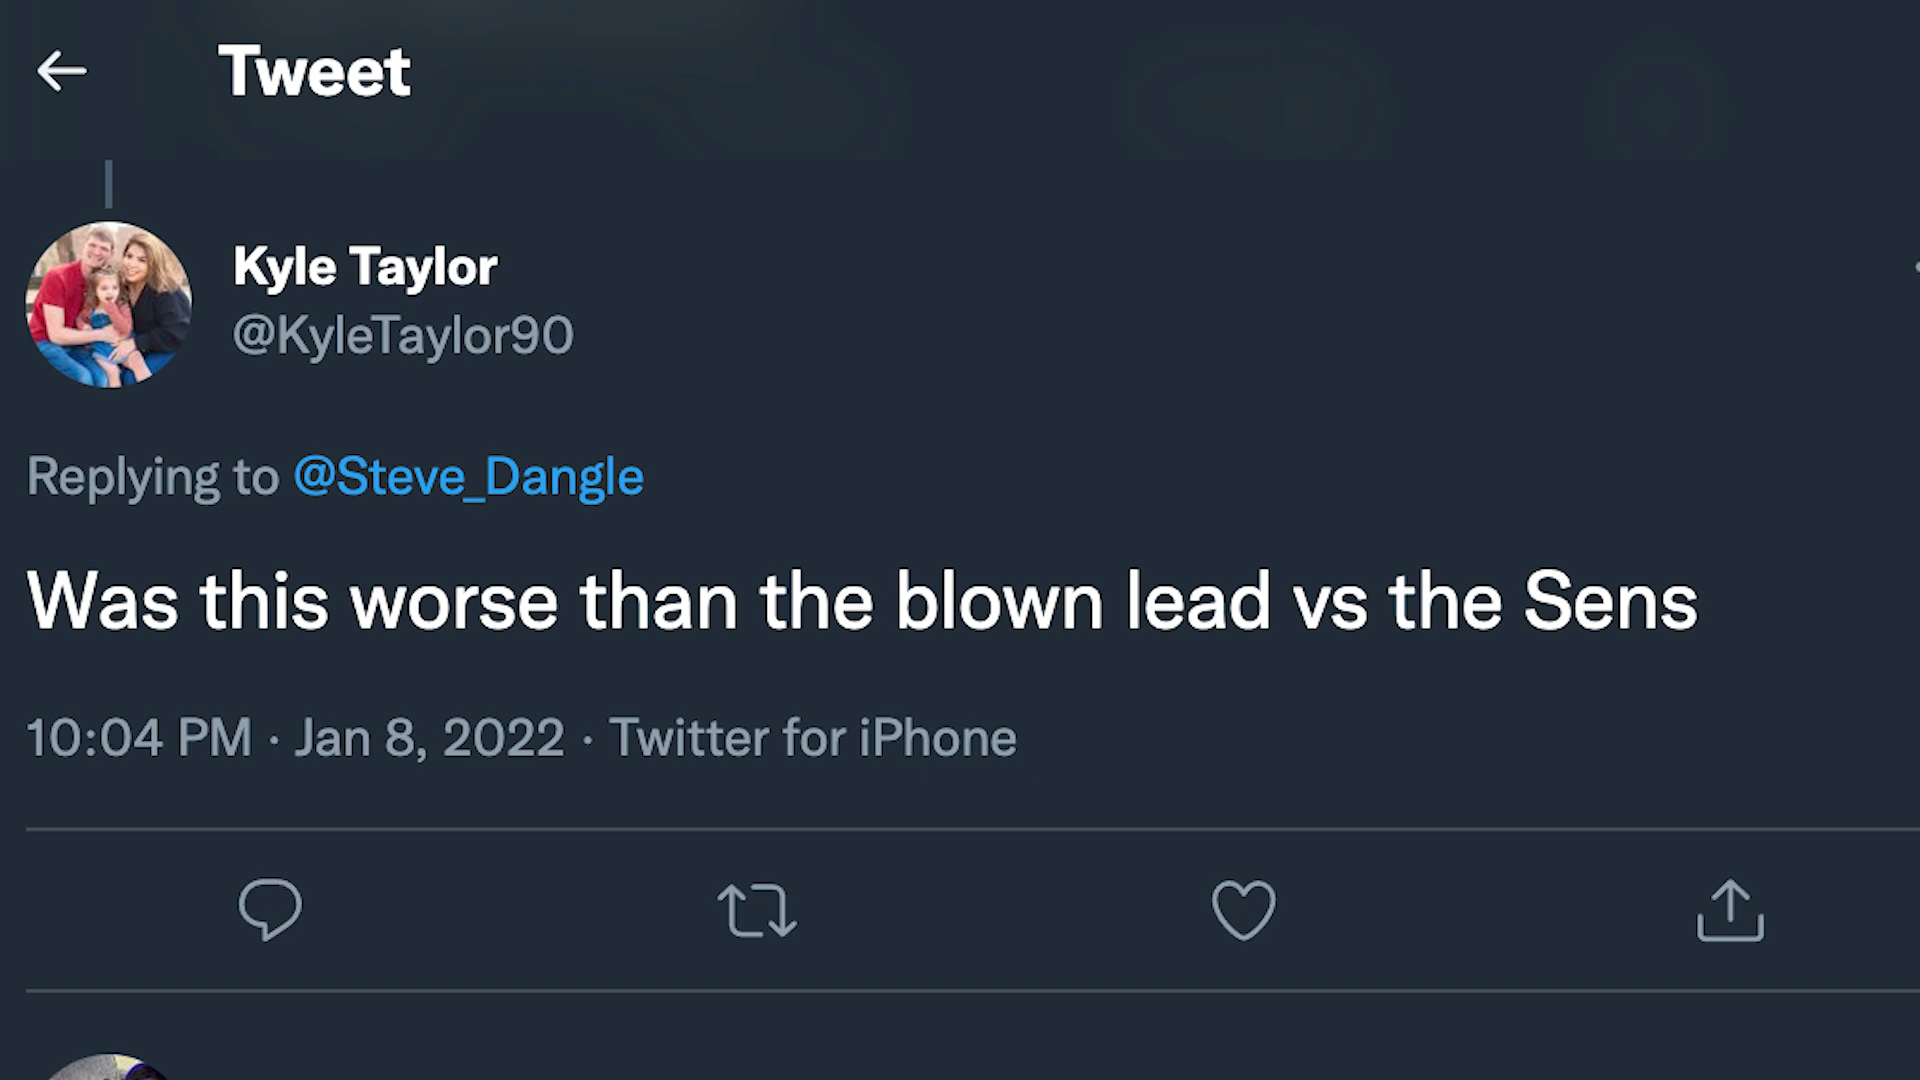 Tweet
Kyle Taylor
@KyleTaylor90
Replying to @Steve_Dangle
Was this worse than the blown lead vs the Sens
10:04 PM · Jan 8, 2022 · Twitter for iPhone